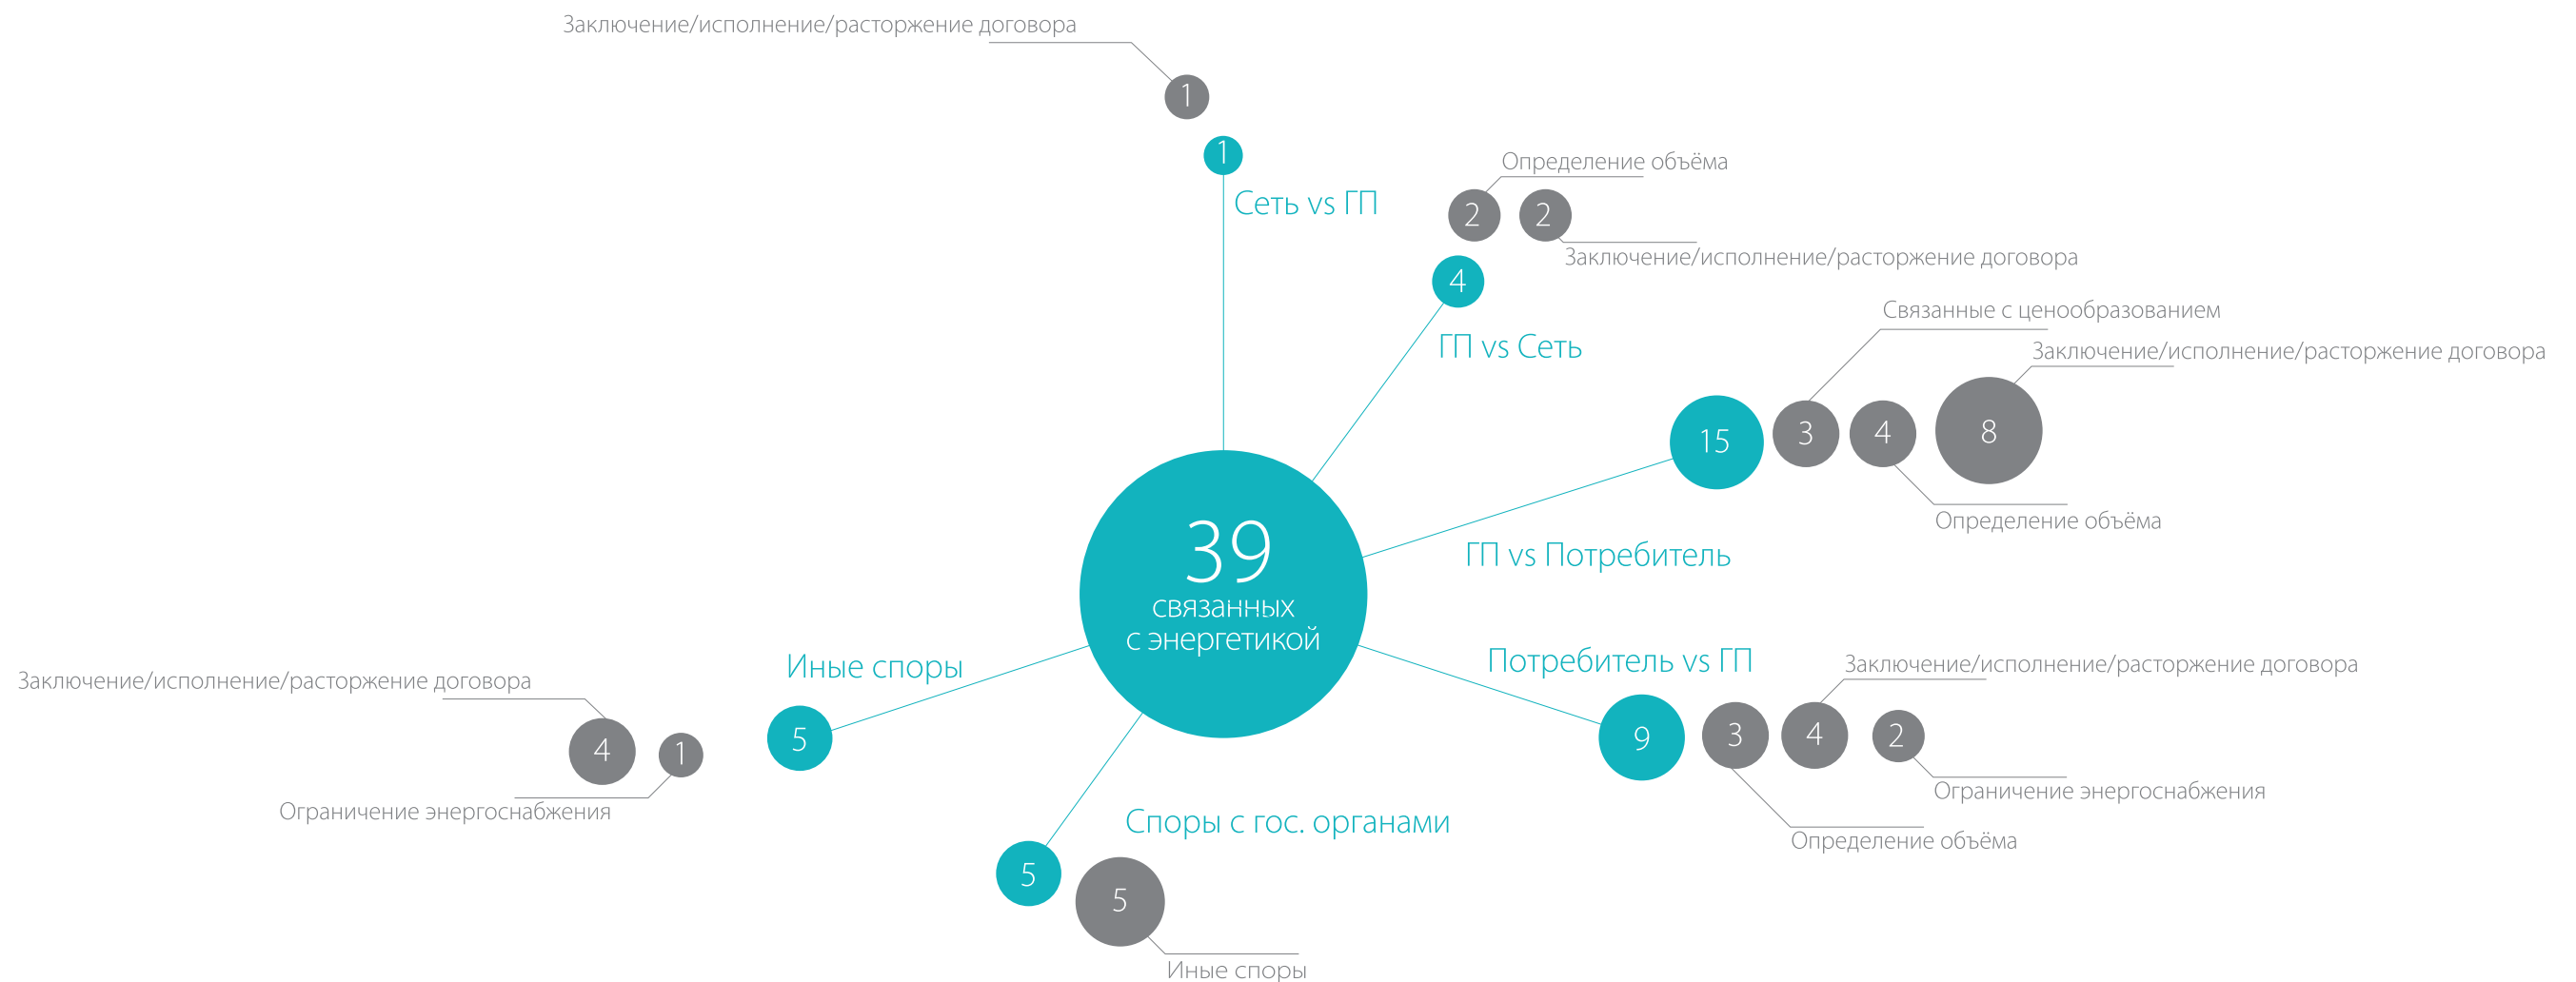 Заключение/исполнение/расторжение договора
1
1
Сеть vs ГП
Определение объёма
2
2
Заключение/исполнение/расторжение договора
4
ГП vs Сеть
Связанные с ценообразованием
Заключение/исполнение/расторжение договора
15
3
4
8
Определение объёма
ГП vs Потребитель
39
связанных
с энергетикой
Потребитель vs ГП
Заключение/исполнение/расторжение договора
9
3
4
2
Ограничение энергоснабжения
Определение объёма
Иные споры
Заключение/исполнение/расторжение договора
4
1
5
Ограничение энергоснабжения
Споры с гос. органами
5
5
Иные споры